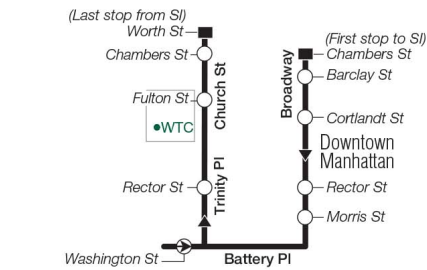 (Last stop from SI)
Worth St
Chambers St
Fulton St
WTC
Church St
Rector St
Trinity Pl
Washington St
Battery Pl
(First stop to SI)
Chambers St
Broadway
Barclay St
Cortlandt St
Downtown
Manhattan
Rector St
Morris St